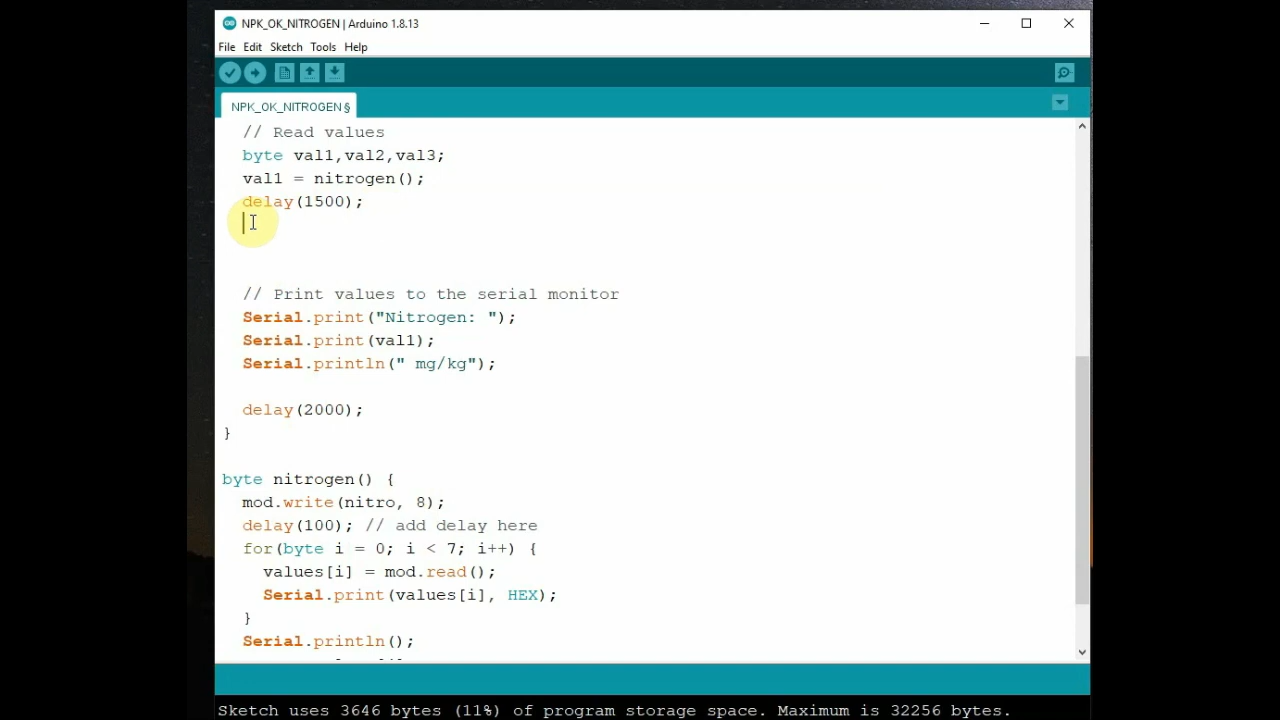 NPK_OK_NITROGEN | Arduino 1.8.13
File Edit Sketch Tools Help
NPK_OK_NITROGEN §
// Read values
byte val1,val2,val3;
val1 = nitrogen();
delay(1500);
// Print values to the serial monitor
Serial.print("Nitrogen: ");
Serial.print(val1);
Serial.println(" mg/kg");
delay(2000);
}
byte nitrogen() {
mod.write(nitro, 8);
delay(100); // add delay here
for(byte i = 0; i < 7; i++) {
values[i] = mod.read();
Serial.print(values[i], HEX);
}
Serial.println();
Sketch uses 3646 bytes (11%) of program storage space. Maximum is 32256 bytes.